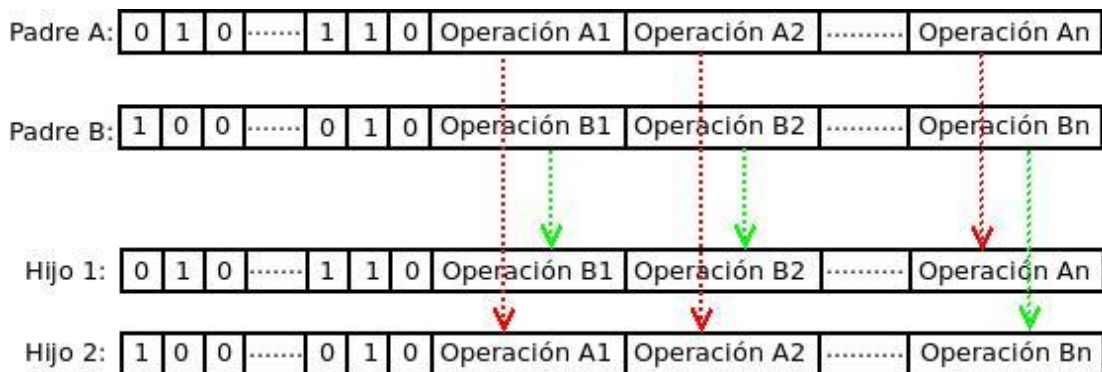 Padre A: 0 1 0 ······· 1 1 0 Operación A1 Operación A2 ·········· Operación An
Padre B: 1 0 0 ······· 0 1 0 Operación B1 Operación B2 ·········· Operación Bn
Hijo 1: 0 1 0 ······· 1 1 0 Operación B1 Operación B2 ·········· Operación An
Hijo 2: 1 0 0 ······· 0 1 0 Operación A1 Operación A2 ·········· Operación Bn